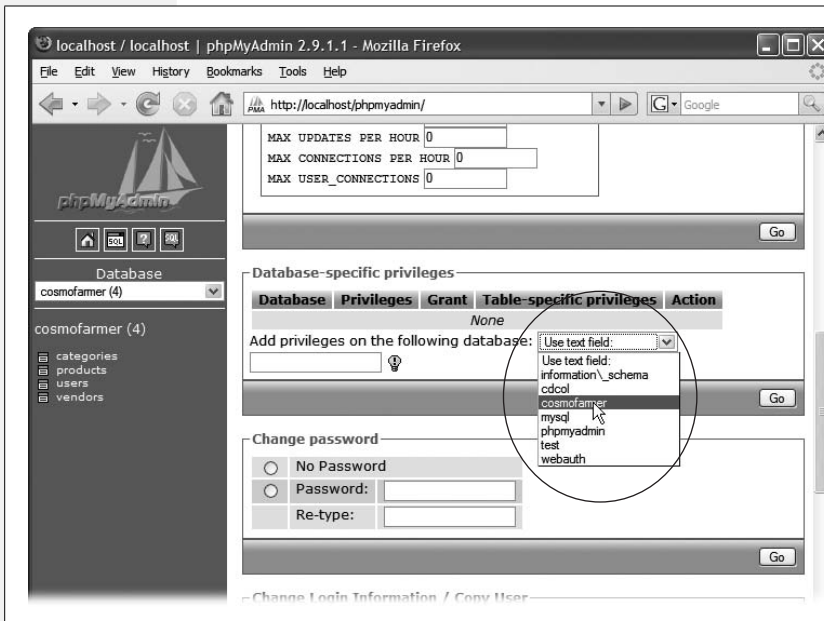 localhost / localhost | phpMyAdmin 2.9.1.1 - Mozilla Firefox
File Edit View History Bookmarks Tools Help
PMA http://localhost/phpmyadmin/ G Google
phpMyAdmin
SQL ? SQL
Database
cosmofarmer (4)
cosmofarmer (4)
categories
products
users
vendors
MAX UPDATES PER HOUR 0
MAX CONNECTIONS PER HOUR 0
MAX USER_CONNECTIONS 0
Go
Database-specific privileges
Database Privileges Grant Table-specific privileges Action
None
Add privileges on the following database: Use text field:
Use text field:
information\_schema
cdcol
cosmofarmer
mysql
phpmyadmin
test
webauth
Go
Change password
No Password
Password:
Re-type:
Go
Change Login Information / Copy User